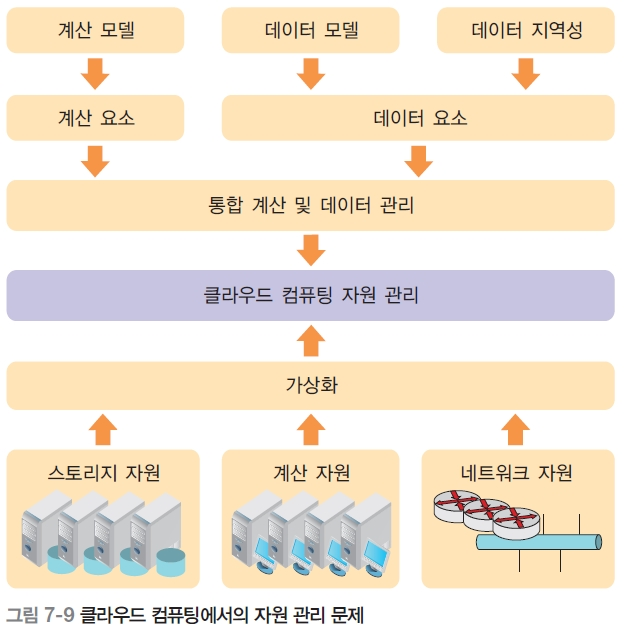 계산 모델
데이터 모델
데이터 지역성
계산 요소
데이터 요소
통합 계산 및 데이터 관리
클라우드 컴퓨팅 자원 관리
가상화
스토리지 자원
계산 자원
네트워크 자원
그림 7-9 클라우드 컴퓨팅에서의 자원 관리 문제